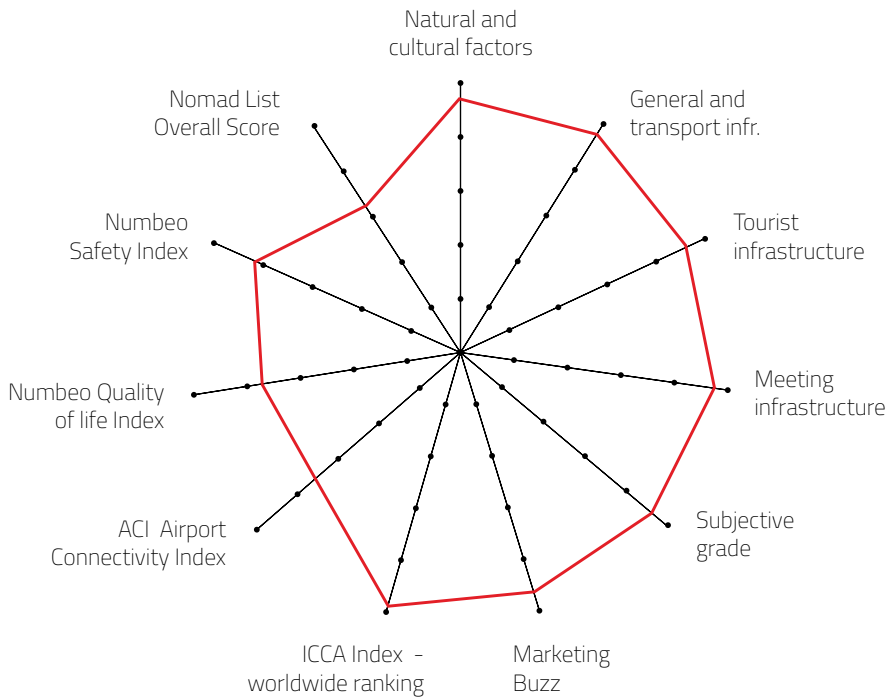 Natural and
cultural factors
General and
transport infr.
Tourist
infrastructure
Meeting
infrastructure
Subjective
grade
Marketing
Buzz
ICCA Index -
worldwide ranking
ACI Airport
Connectivity Index
Numbeo Quality
of life Index
Numbeo
Safety Index
Nomad List
Overall Score